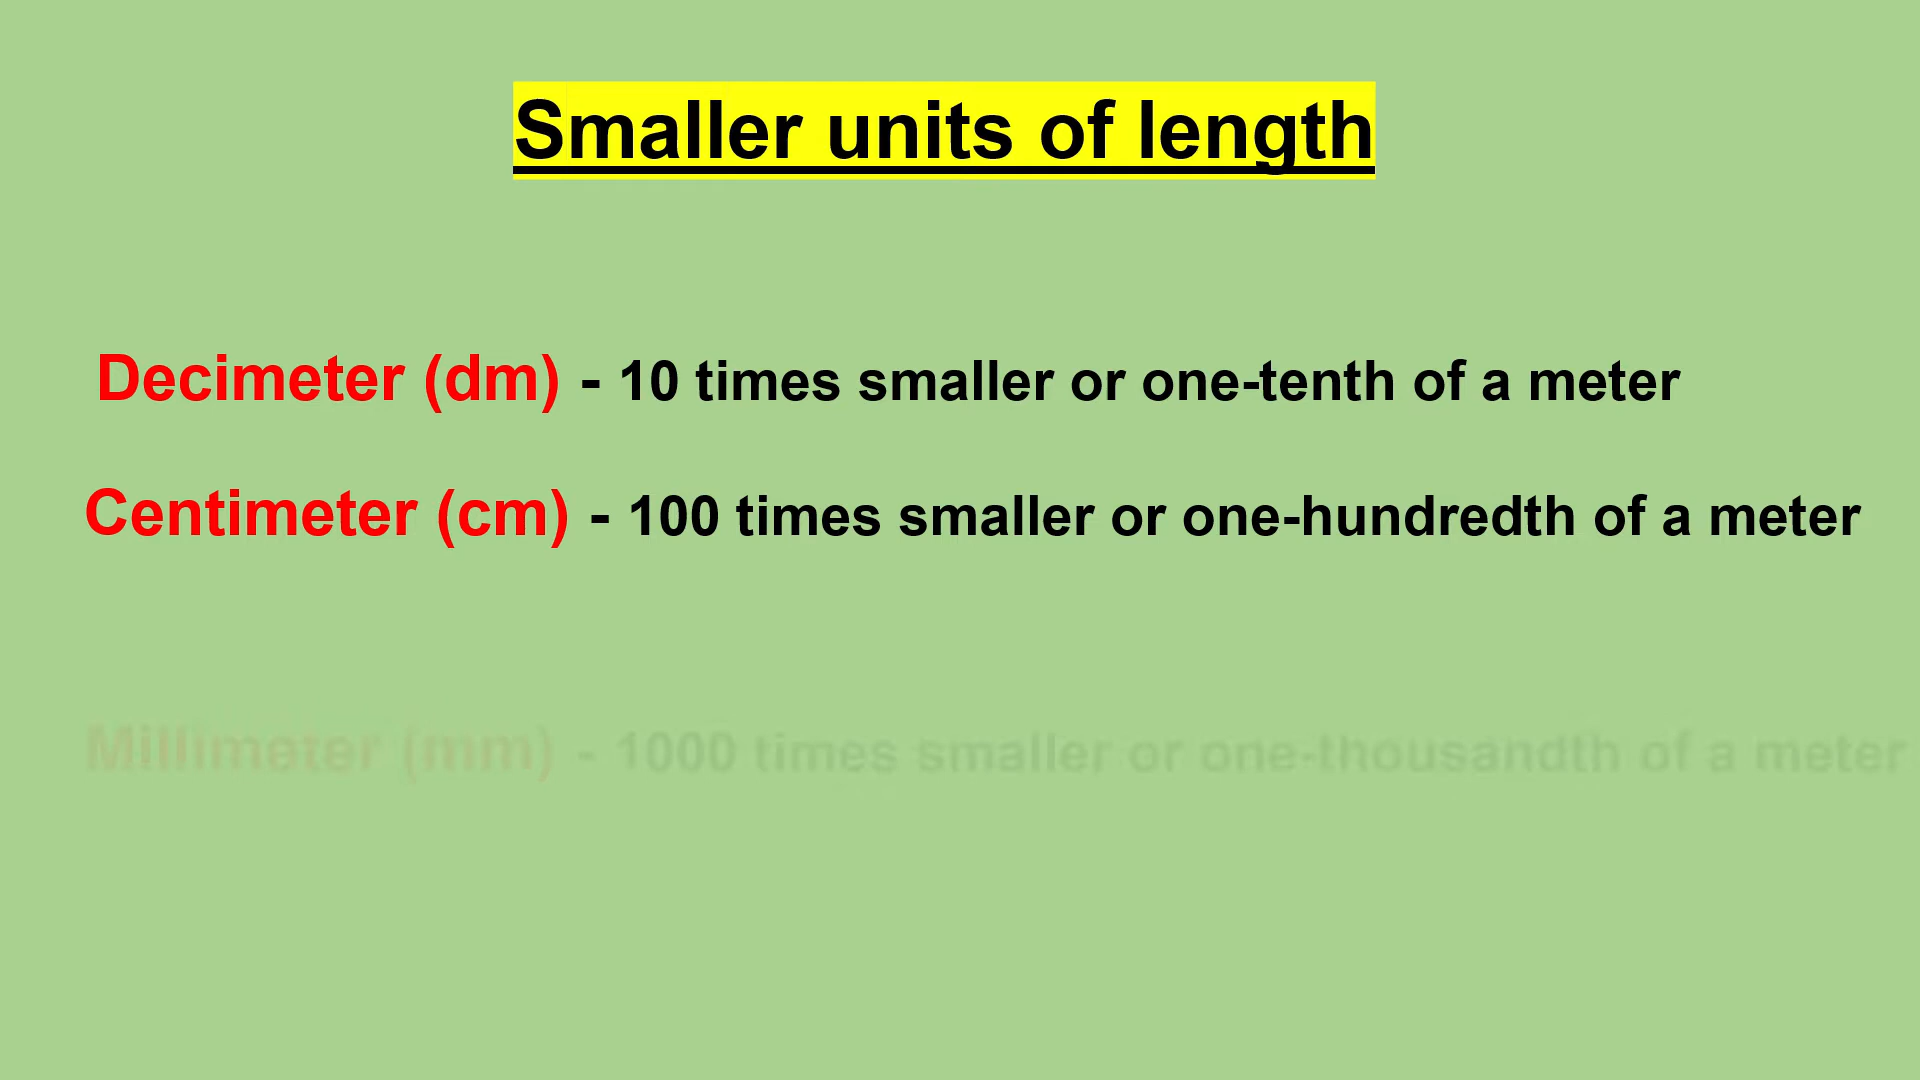 Smaller units of length
Decimeter (dm) - 10 times smaller or one-tenth of a meter
Centimeter (cm) - 100 times smaller or one-hundredth of a meter
Millimeter (mm) - 1000 times smaller or one-thousandth of a meter